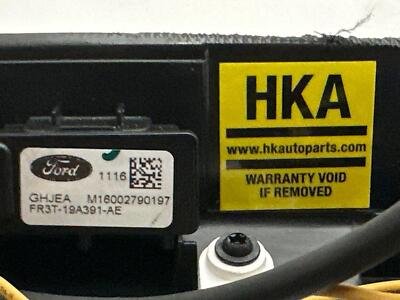 Ford
1116
GHJEA M16002790197
FR3T-19A391-AE
HKA
www.hkautoparts.com
WARRANTY VOID
IF REMOVED